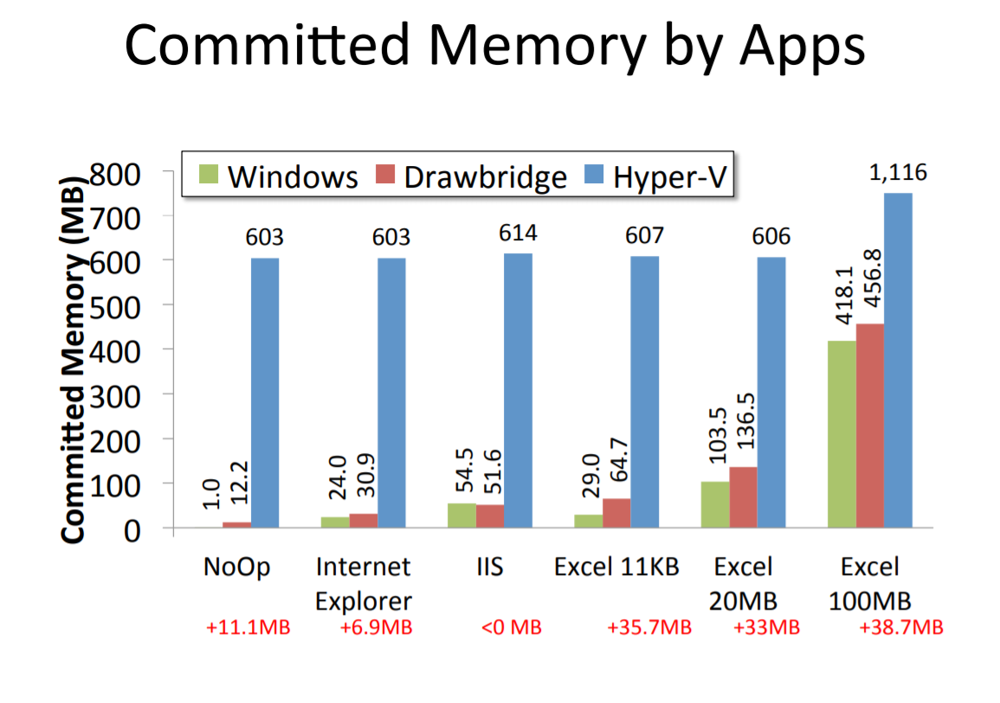 Committed Memory by Apps
Windows Drawbridge Hyper-V
Committed Memory (MB)
800
700
600
500
400
300
200
100
0
1.0 12.2 603
24.0 30.9 603
54.5 51.6 614
29.0 64.7 607
103.5 136.5 606
418.1 456.8 1,116
NoOp Internet IIS Excel 11KB Excel Excel
Explorer 20MB 100MB
+11.1MB +6.9MB <0 MB +35.7MB +33MB +38.7MB